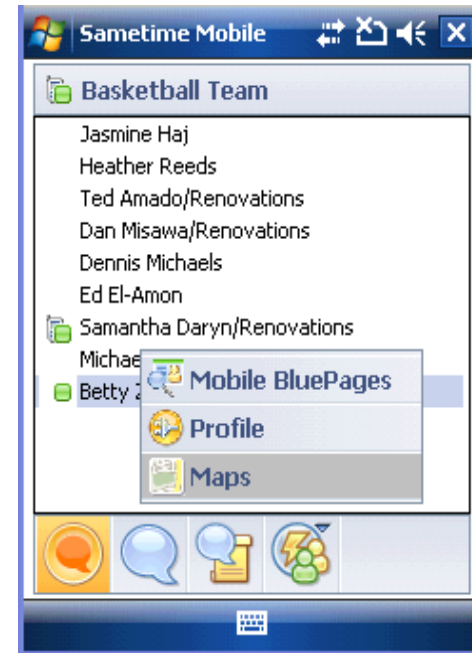 Sametime Mobile
Basketball Team
Jasmine Haj
Heather Reeds
Ted Amado/Renovations
Dan Misawa/Renovations
Dennis Michaels
Ed El-Amon
Samantha Daryn/Renovations
Betty
Mobile BluePages
Profile
Maps